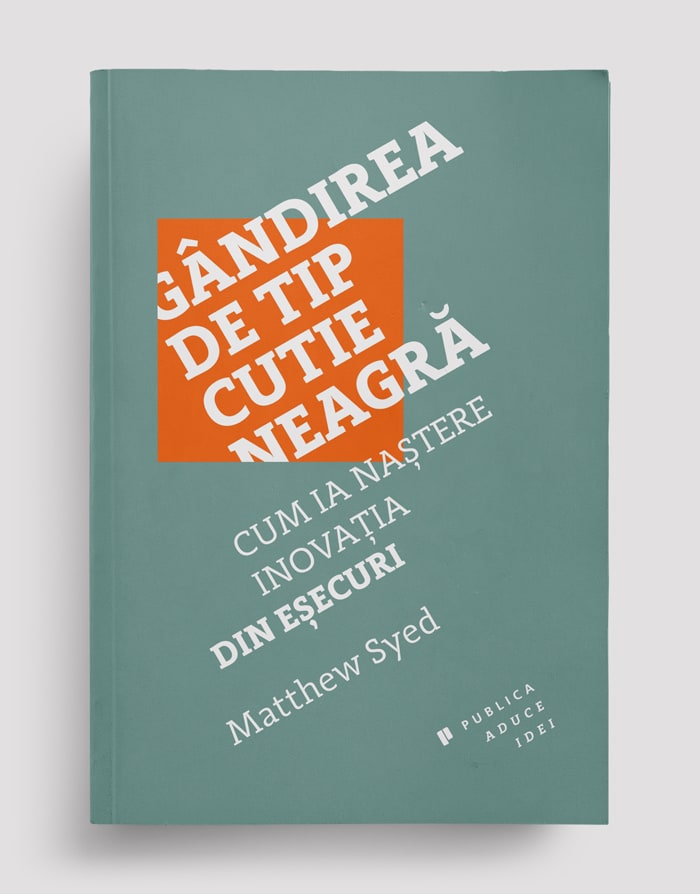 GÂNDIREA
DE TIP
CUTIE
NEAGRĂ
CUM IA NAȘTERE
INOVAȚIA
DIN EȘECURI
Matthew Syed
PUBLICA
ADUCE
IDEI